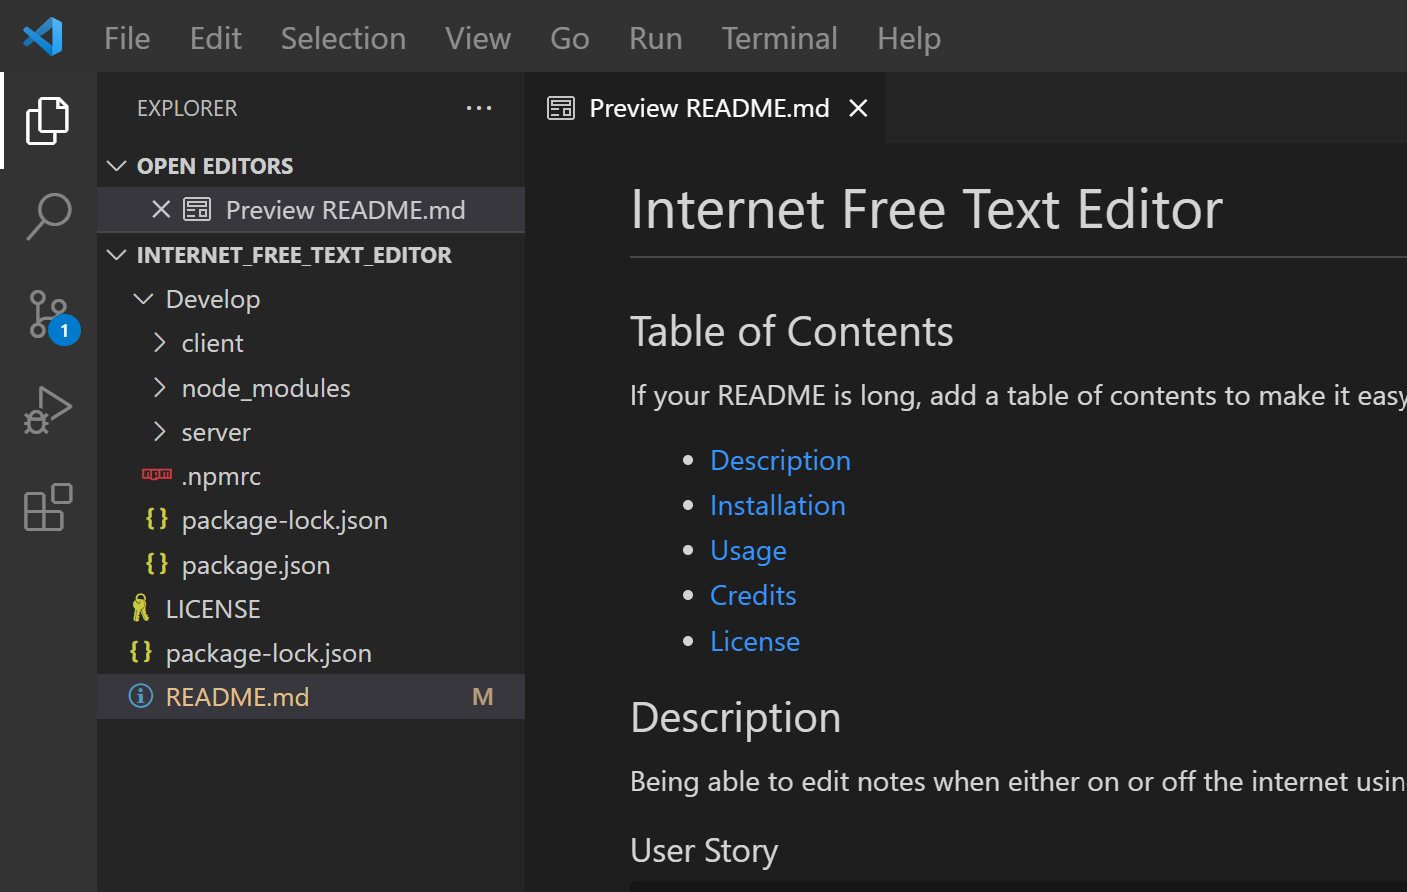 File Edit Selection View Go Run Terminal Help
EXPLORER ...
OPEN EDITORS
Preview README.md
INTERNET_FREE_TEXT_EDITOR
Develop
client
node_modules
server
npm .npmrc
{} package-lock.json
{} package.json
LICENSE
{} package-lock.json
README.md M
1
Preview README.md
Internet Free Text Editor
Table of Contents
If your README is long, add a table of contents to make it easy
• Description
• Installation
• Usage
• Credits
• License
Description
Being able to edit notes when either on or off the internet usin
User Story